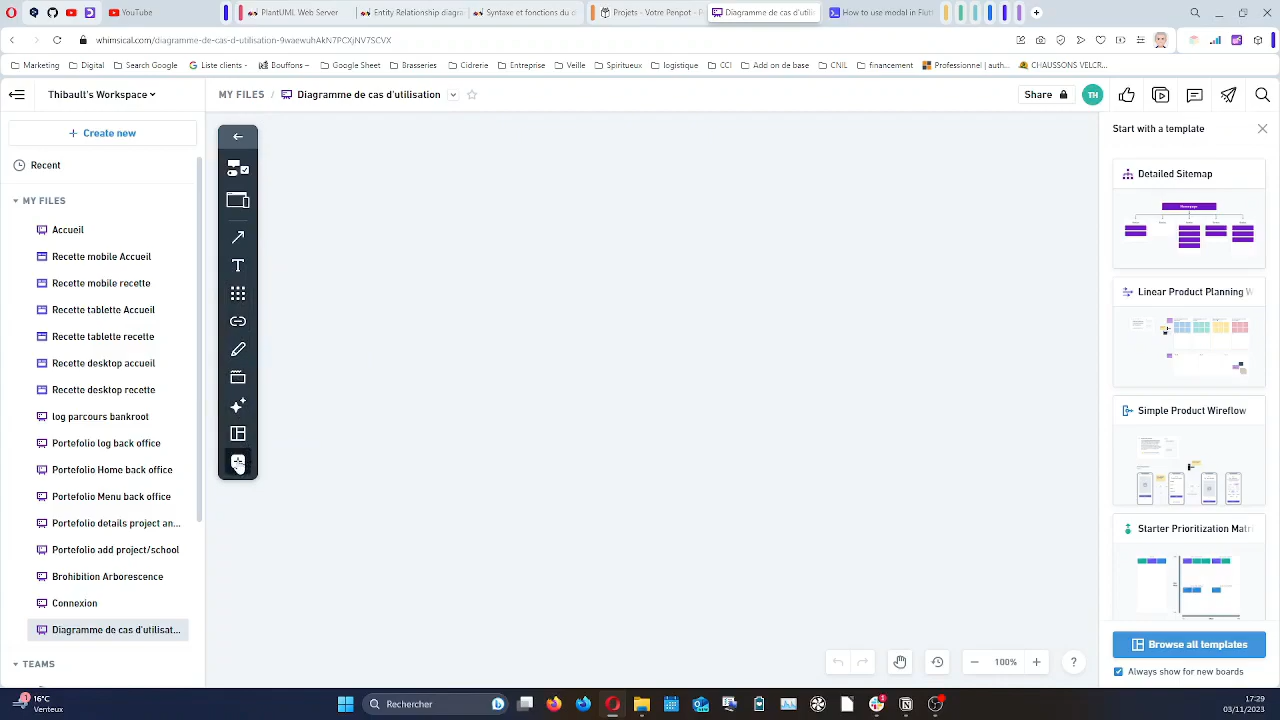 PlantUML Web Server
Entity Relationship diagra
Syntaxe et fonctions du d
Projets - Votre Penpot - P
Diagramme de cas d'utili
How to use modal in Flutt
whimsical.com/diagramme-de-cas-d-utilisation-
Marketing
Digital
Search Google
Liste clients -
Bouffons ~
Google Sheet
Brasseries
Cidrerie
Entreprise
Veille
Spiritueux
logistique
CCI
Add on de base
CNIL
financement
Professionnel | auth...
CHAUSSONS VELCR...
Thibault's Workspace
MY FILES / Diagramme de cas d'utilisation
Share
TH
+ Create new
Recent
MY FILES
Accueil
Recette mobile Accueil
Recette mobile recette
Recette tablette Accueil
Recette tablette recette
Recette desktop accueil
Recette desktop recette
log parcours bankroot
Portefolio log back office
Portefolio Home back office
Portefolio Menu back office
Portefolio details project an...
Portefolio add project/school
Brohibition Arborescence
Connexion
Diagramme de cas d'utilisat...
TEAMS
T
Start with a template
Detailed Sitemap
Homepage
Linear Product Planning W
Simple Product Wireflow
Starter Prioritization Matri
Browse all templates
Always show for new boards
100%
?
1
16°C
Venteux
Rechercher
1
17:29
03/11/2023